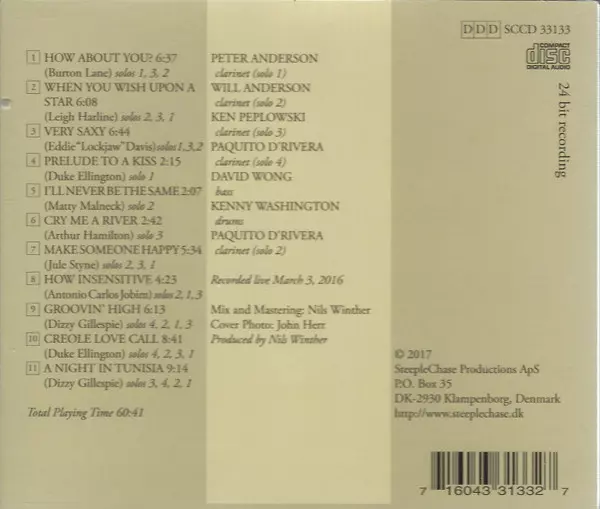 1 HOW ABOUT YOU? 6:37
(Burton Lane) solos 1, 3, 2
2 WHEN YOU WISH UPON A
STAR 6:08
(Leigh Harline) solos 2, 3, 1
3 VERY SAXY 6:44
(Eddie "Lockjaw" Davis) solos 1, 3, 2
4 PRELUDE TO A KISS 2:15
(Duke Ellington) solo 1
5 I'LL NEVER BE THE SAME 2:07
(Matty Malneck) solo 2
6 CRY ME A RIVER 2:42
(Arthur Hamilton) solo 3
7 MAKE SOMEONE HAPPY 5:34
(Jule Styne) solos 2, 3, 1
8 HOW INSENSITIVE 4:23
(Antonio Carlos Jobim) solos 2, 1, 3
9 GROOVIN' HIGH 6:13
(Dizzy Gillespie) solos 4, 2, 1, 3
10 CREOLE LOVE CALL 8:41
(Duke Ellington) solos 4, 2, 3, 1
11 A NIGHT IN TUNISIA 9:14
(Dizzy Gillespie) solos 3, 4, 2, 1
Total Playing Time 60:41
PETER ANDERSON
clarinet (solo 1)
WILL ANDERSON
clarinet (solo 2)
KEN PEPLOWSKI
clarinet (solo 3)
PAQUITO D'RIVERA
clarinet (solo 4)
DAVID WONG
bass
KENNY WASHINGTON
drums
PAQUITO D'RIVERA
clarinet (solo 2)
Recorded live March 3, 2016
Mix and Mastering: Nils Winther
Cover Photo: John Herr
Produced by Nils Winther
DDD SCCD 33133
COMPACT
disc
DIGITAL AUDIO
24 bit recording
© 2017
SteepleChase Productions ApS
P.O. Box 35
DK-2930 Klampenborg, Denmark
http://www.steeplechase.dk
7 16043 31332 7